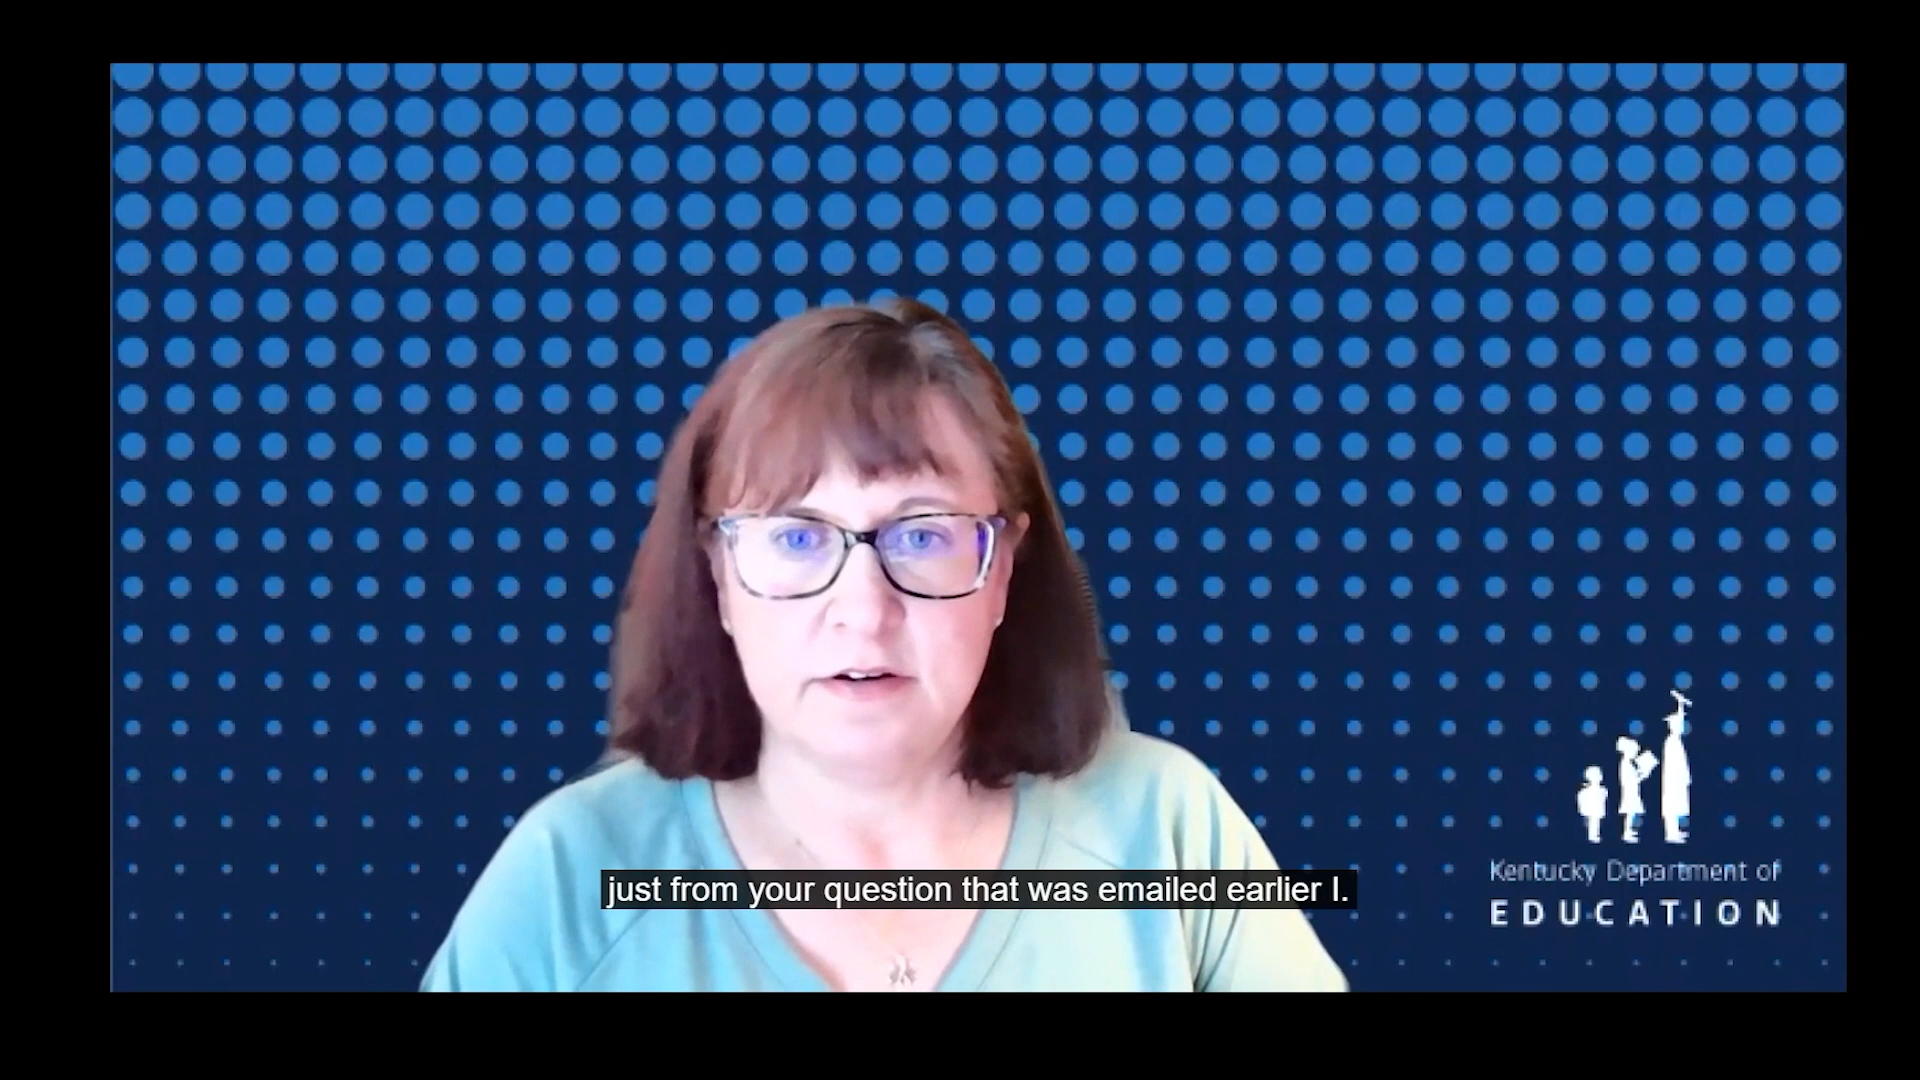 just from your question that was emailed earlier I.
Kentucky Department of
EDUCATION